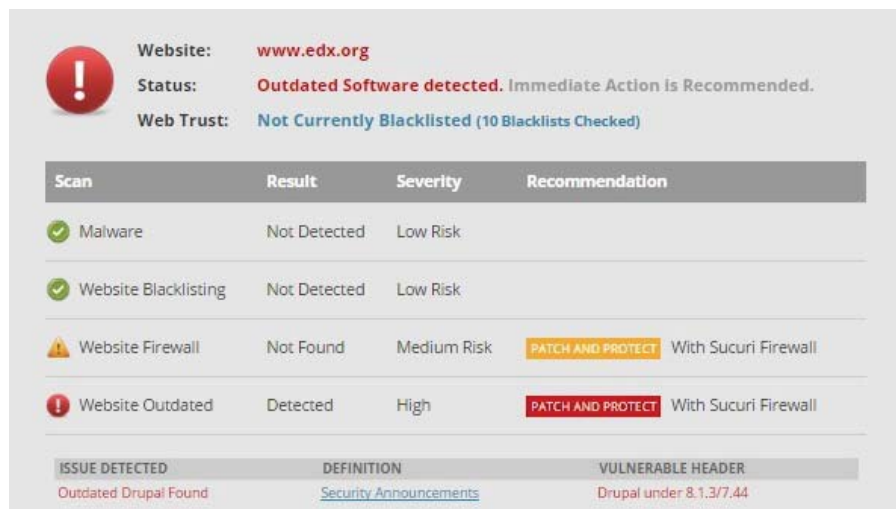 Website: www.edx.org
Status: Outdated Software detected. Immediate Action is Recommended.
Web Trust: Not Currently Blacklisted (10 Blacklists Checked)
Scan Result Severity Recommendation
Malware Not Detected Low Risk
Website Blacklisting Not Detected Low Risk
Website Firewall Not Found Medium Risk PATCH AND PROTECT With Sucuri Firewall
Website Outdated Detected High PATCH AND PROTECT With Sucuri Firewall
ISSUE DETECTED DEFINITION VULNERABLE HEADER
Outdated Drupal Found Security Announcements Drupal under 8.1.3/7.44